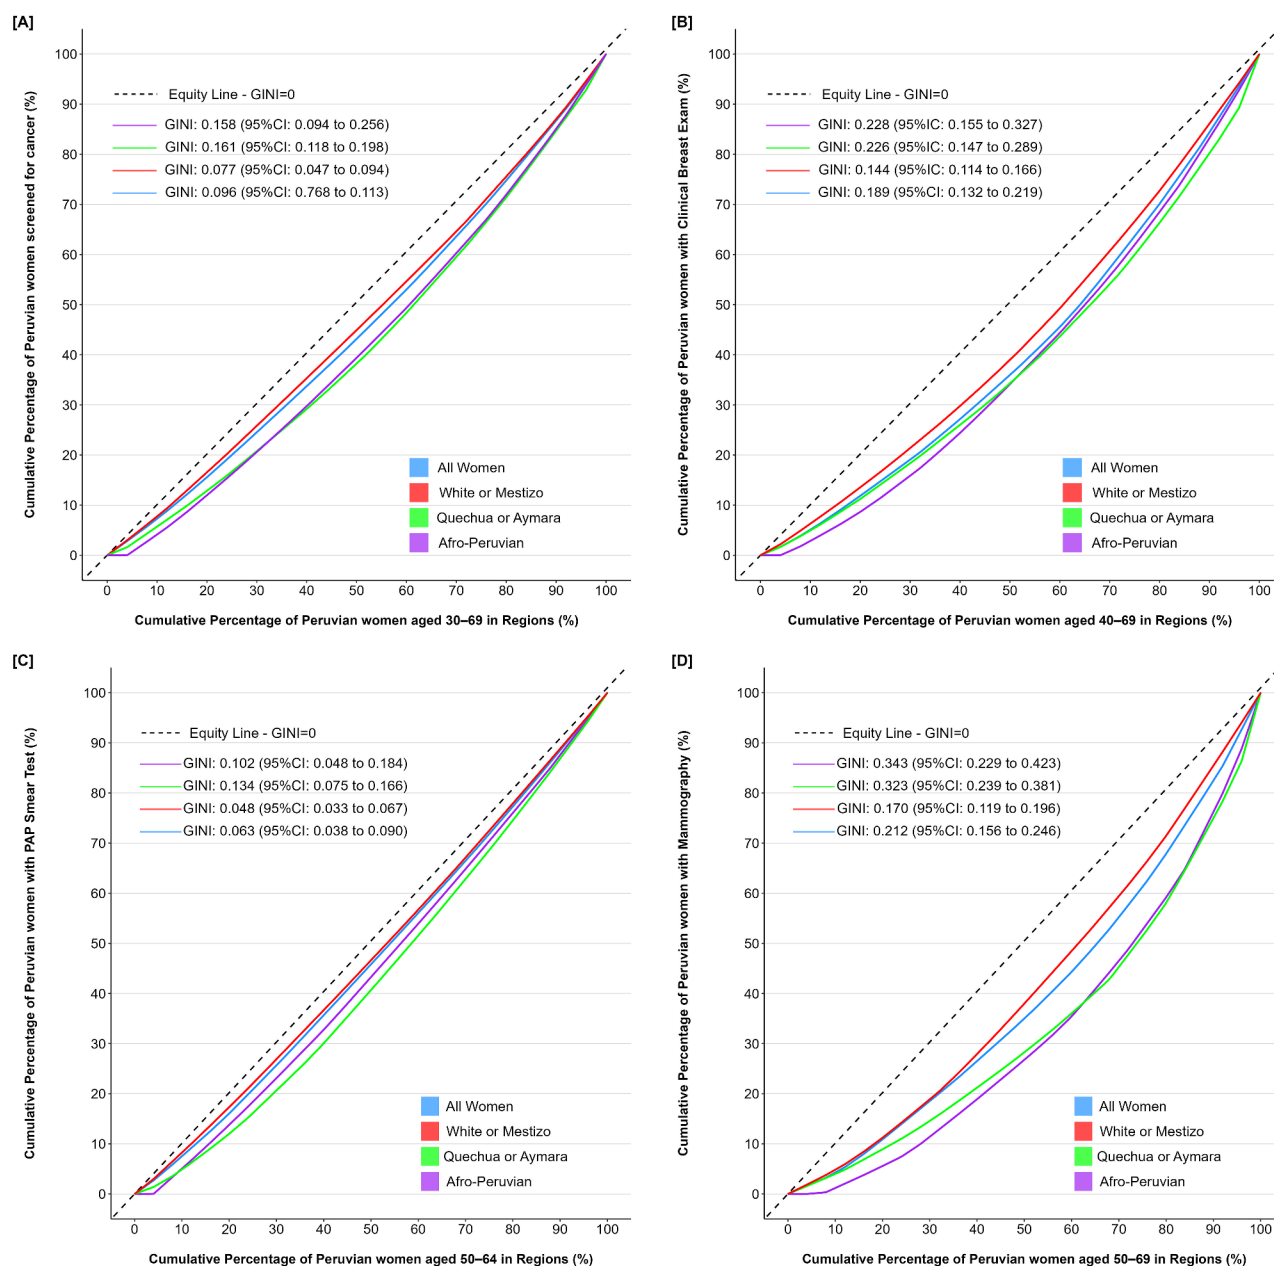 [A]
Cumulative Percentage of Peruvian women screened for cancer (%)
100
90
80
70
60
50
40
30
20
10
0
Equity Line - GINI=0
GINI: 0.158 (95%CI: 0.094 to 0.256)
GINI: 0.161 (95%CI: 0.118 to 0.198)
GINI: 0.077 (95%CI: 0.047 to 0.094)
GINI: 0.096 (95%CI: 0.768 to 0.113)
All Women
White or Mestizo
Quechua or Aymara
Afro-Peruvian
0 10 20 30 40 50 60 70 80 90 100
Cumulative Percentage of Peruvian women aged 30–69 in Regions (%)
[B]
Cumulative Percentage of Peruvian women with Clinical Breast Exam (%)
100
90
80
70
60
50
40
30
20
10
0
Equity Line - GINI=0
GINI: 0.228 (95%IC: 0.155 to 0.327)
GINI: 0.226 (95%IC: 0.147 to 0.289)
GINI: 0.144 (95%IC: 0.114 to 0.166)
GINI: 0.189 (95%CI: 0.132 to 0.219)
All Women
White or Mestizo
Quechua or Aymara
Afro-Peruvian
0 10 20 30 40 50 60 70 80 90 100
Cumulative Percentage of Peruvian women aged 40–69 in Regions (%)
[C]
Cumulative Percentage of Peruvian women with PAP Smear Test (%)
100
90
80
70
60
50
40
30
20
10
0
Equity Line - GINI=0
GINI: 0.102 (95%CI: 0.048 to 0.184)
GINI: 0.134 (95%CI: 0.075 to 0.166)
GINI: 0.048 (95%CI: 0.033 to 0.067)
GINI: 0.063 (95%CI: 0.038 to 0.090)
All Women
White or Mestizo
Quechua or Aymara
Afro-Peruvian
0 10 20 30 40 50 60 70 80 90 100
Cumulative Percentage of Peruvian women aged 50–64 in Regions (%)
[D]
Cumulative Percentage of Peruvian women with Mammography (%)
100
90
80
70
60
50
40
30
20
10
0
Equity Line - GINI=0
GINI: 0.343 (95%CI: 0.229 to 0.423)
GINI: 0.323 (95%CI: 0.239 to 0.381)
GINI: 0.170 (95%CI: 0.119 to 0.196)
GINI: 0.212 (95%CI: 0.156 to 0.246)
All Women
White or Mestizo
Quechua or Aymara
Afro-Peruvian
0 10 20 30 40 50 60 70 80 90 100
Cumulative Percentage of Peruvian women aged 50–69 in Regions (%)